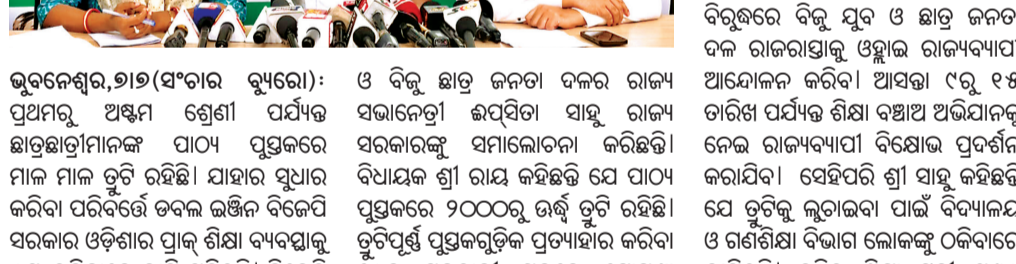 ଭୁବନେଶ୍ୱର,୭ା୭(ସଂଚାର ବ୍ୟୁରୋ):
ପ୍ରଥମରୁ ଅଷ୍ଟମ ଶ୍ରେଣୀ ପର୍ଯ୍ୟନ୍ତ
ଛାତ୍ରଛାତ୍ରୀମାନଙ୍କ ପାଠ୍ୟ ପୁସ୍ତକରେ
ମାଳ ମାଳ ତ୍ରୁଟି ରହିଛି। ଯାହାର ସୁଧାର
କରିବା ପରିବର୍ତ୍ତେ ଡବଲ ଇଞ୍ଜିନ ବିଜେପି
ସରକାର ଓଡ଼ିଶାର ପ୍ରାକ୍ ଶିକ୍ଷା ବ୍ୟବସ୍ଥାକୁ
ଓ ବିଜୁ ଛାତ୍ର ଜନତା ଦଳର ରାଜ୍ୟ
ସଭାନେତ୍ରୀ ଈପ୍‌ସିତା ସାହୁ ରାଜ୍ୟ
ସରକାରଙ୍କୁ ସମାଲୋଚନା କରିଛନ୍ତି।
ବିଧାୟକ ଶ୍ରୀ ରାୟ କହିଛନ୍ତି ଯେ ପାଠ୍ୟ
ପୁସ୍ତକରେ ୨୦୦୦ରୁ ଊର୍ଦ୍ଧ୍ୱ ତ୍ରୁଟି ରହିଛି।
ତ୍ରୁଟିପୂର୍ଣ୍ଣ ପୁସ୍ତକଗୁଡ଼ିକ ପ୍ରତ୍ୟାହାର କରିବା
ବିରୁଦ୍ଧରେ ବିଜୁ ଯୁବ ଓ ଛାତ୍ର ଜନତା
ଦଳ ରାଜରାସ୍ତାକୁ ଓହ୍ଲାଇ ରାଜ୍ୟବ୍ୟାପୀ
ଆନ୍ଦୋଳନ କରିବ। ଆସନ୍ତା ୯ରୁ ୧୫
ତାରିଖ ପର୍ଯ୍ୟନ୍ତ ଶିକ୍ଷା ବଞ୍ଚାଅ ଅଭିଯାନକୁ
ନେଇ ରାଜ୍ୟବ୍ୟାପୀ ବିକ୍ଷୋଭ ପ୍ରଦର୍ଶନ
କରାଯିବ। ସେହିପରି ଶ୍ରୀ ସାହୁ କହିଛନ୍ତି
ଯେ ତ୍ରୁଟିକୁ ଲୁଚାଇବା ପାଇଁ ବିଦ୍ୟାଳୟ
ଓ ଗଣଶିକ୍ଷା ବିଭାଗ ଲୋକଙ୍କୁ ଠକିବାରେ